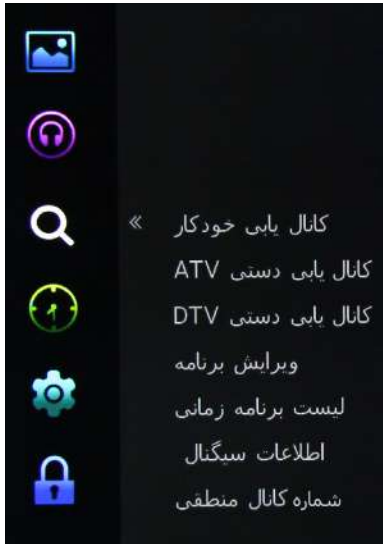 کانال یابی خودکار »
کانال یابی دستی ATV
کانال یابی دستی DTV
ویرایش برنامه
لیست برنامه زمانی
اطلاعات سیگنال
شماره کانال منطقی